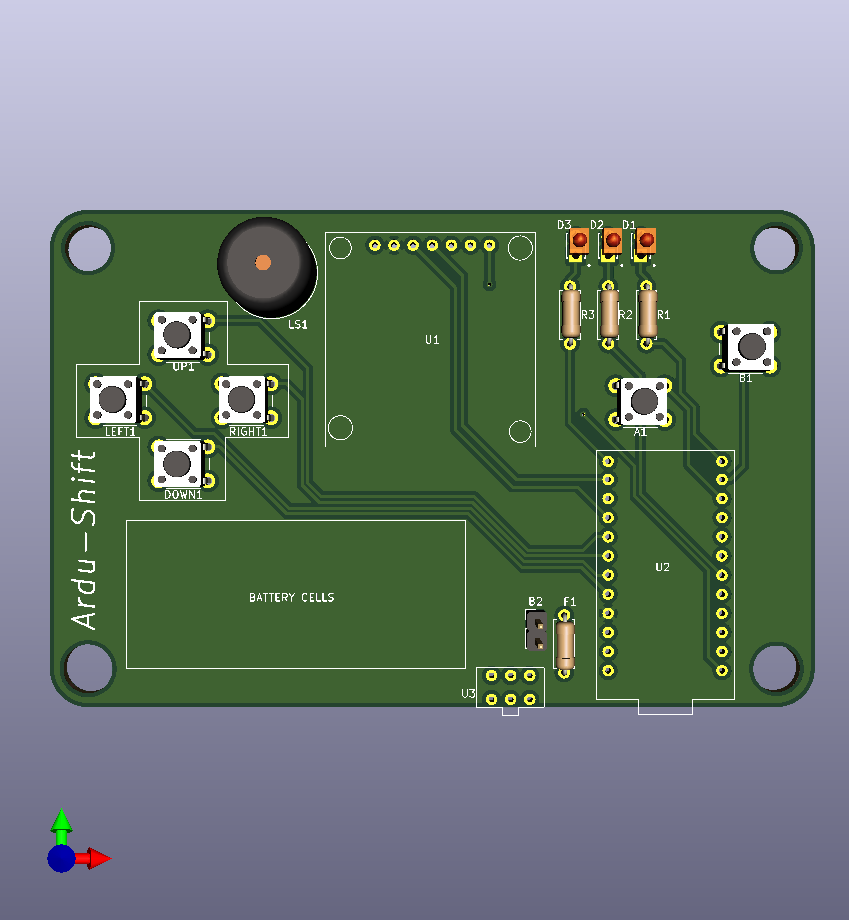 D3
D2
D1
LS1
R3
R2
R1
U1
UP1
B1
LEFT1
RIGHT1
A1
DOWN1
Ardu-Shift
U2
BATTERY CELLS
B2
F1
U3